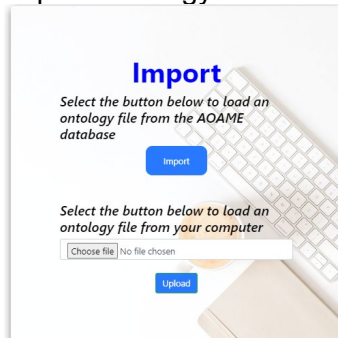 Import
Select the button below to load an
ontology file from the AOAME
database
Import
Select the button below to load an
ontology file from your computer
Choose file No file chosen
Upload